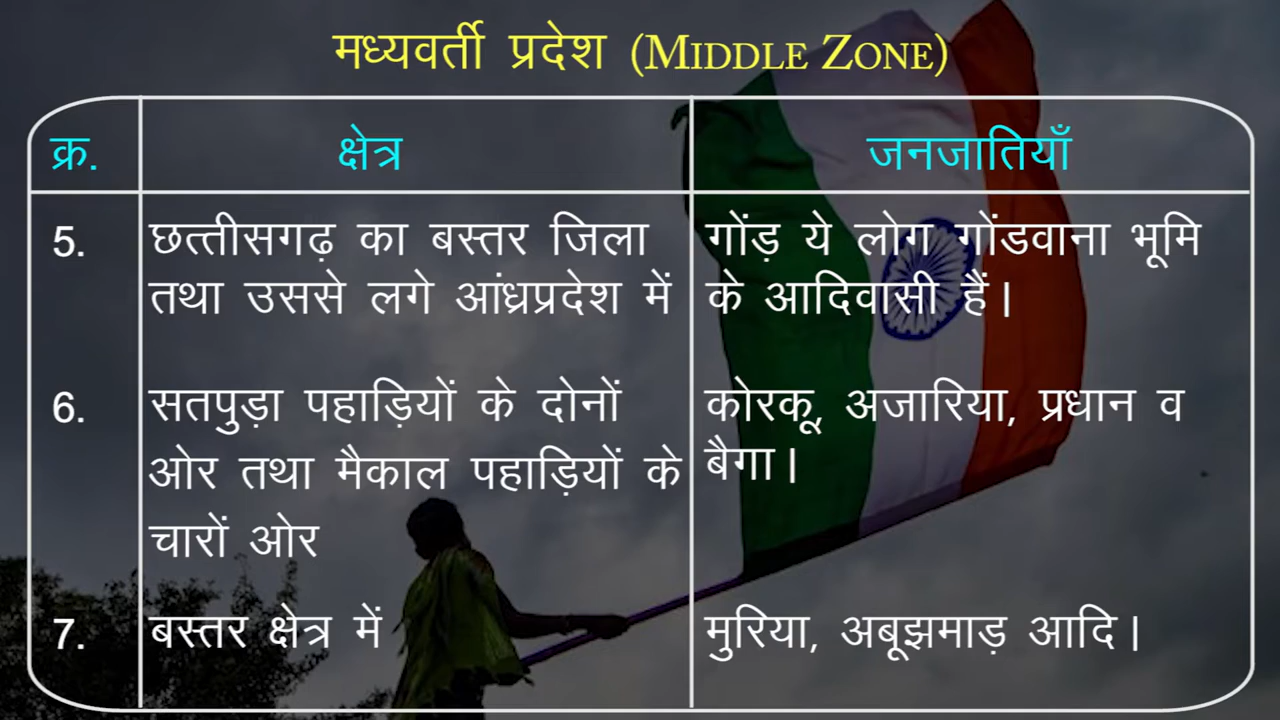 मध्यवर्ती प्रदेश (MIDDLE ZONE)
क्र. क्षेत्र जनजातियाँ
5. छत्तीसगढ़ का बस्तर जिला गोंड़ ये लोग गोंडवाना भूमि
तथा उससे लगे आंध्रप्रदेश में के आदिवासी हैं।
6. सतपुड़ा पहाड़ियों के दोनों कोरकू, अजारिया, प्रधान व
ओर तथा मैकाल पहाड़ियों के बैगा।
चारों ओर
7. बस्तर क्षेत्र में मुरिया, अबूझमाड़ आदि।